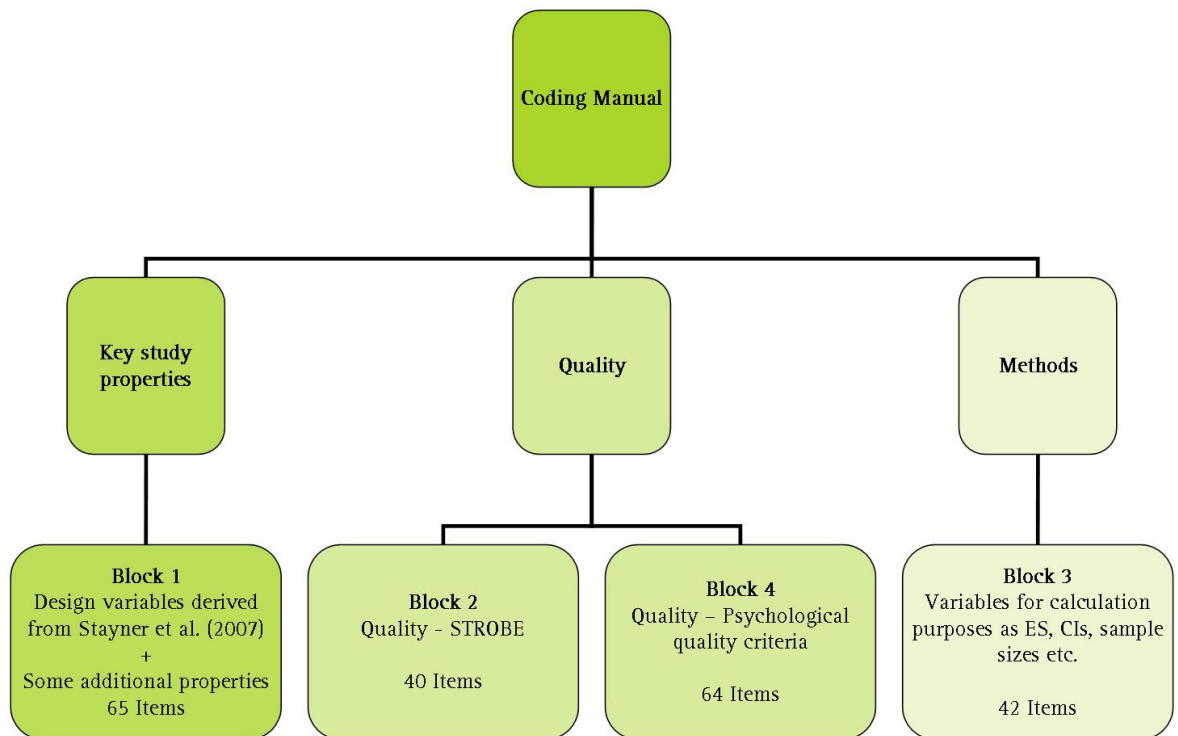 Coding Manual
Key study
properties
Quality
Methods
Block 1
Design variables derived
from Stayner et al. (2007)
+
Some additional properties
65 Items
Block 2
Quality - STROBE
40 Items
Block 4
Quality – Psychological
quality criteria
64 Items
Block 3
Variables for calculation
purposes as ES, CIs, sample
sizes etc.
42 Items